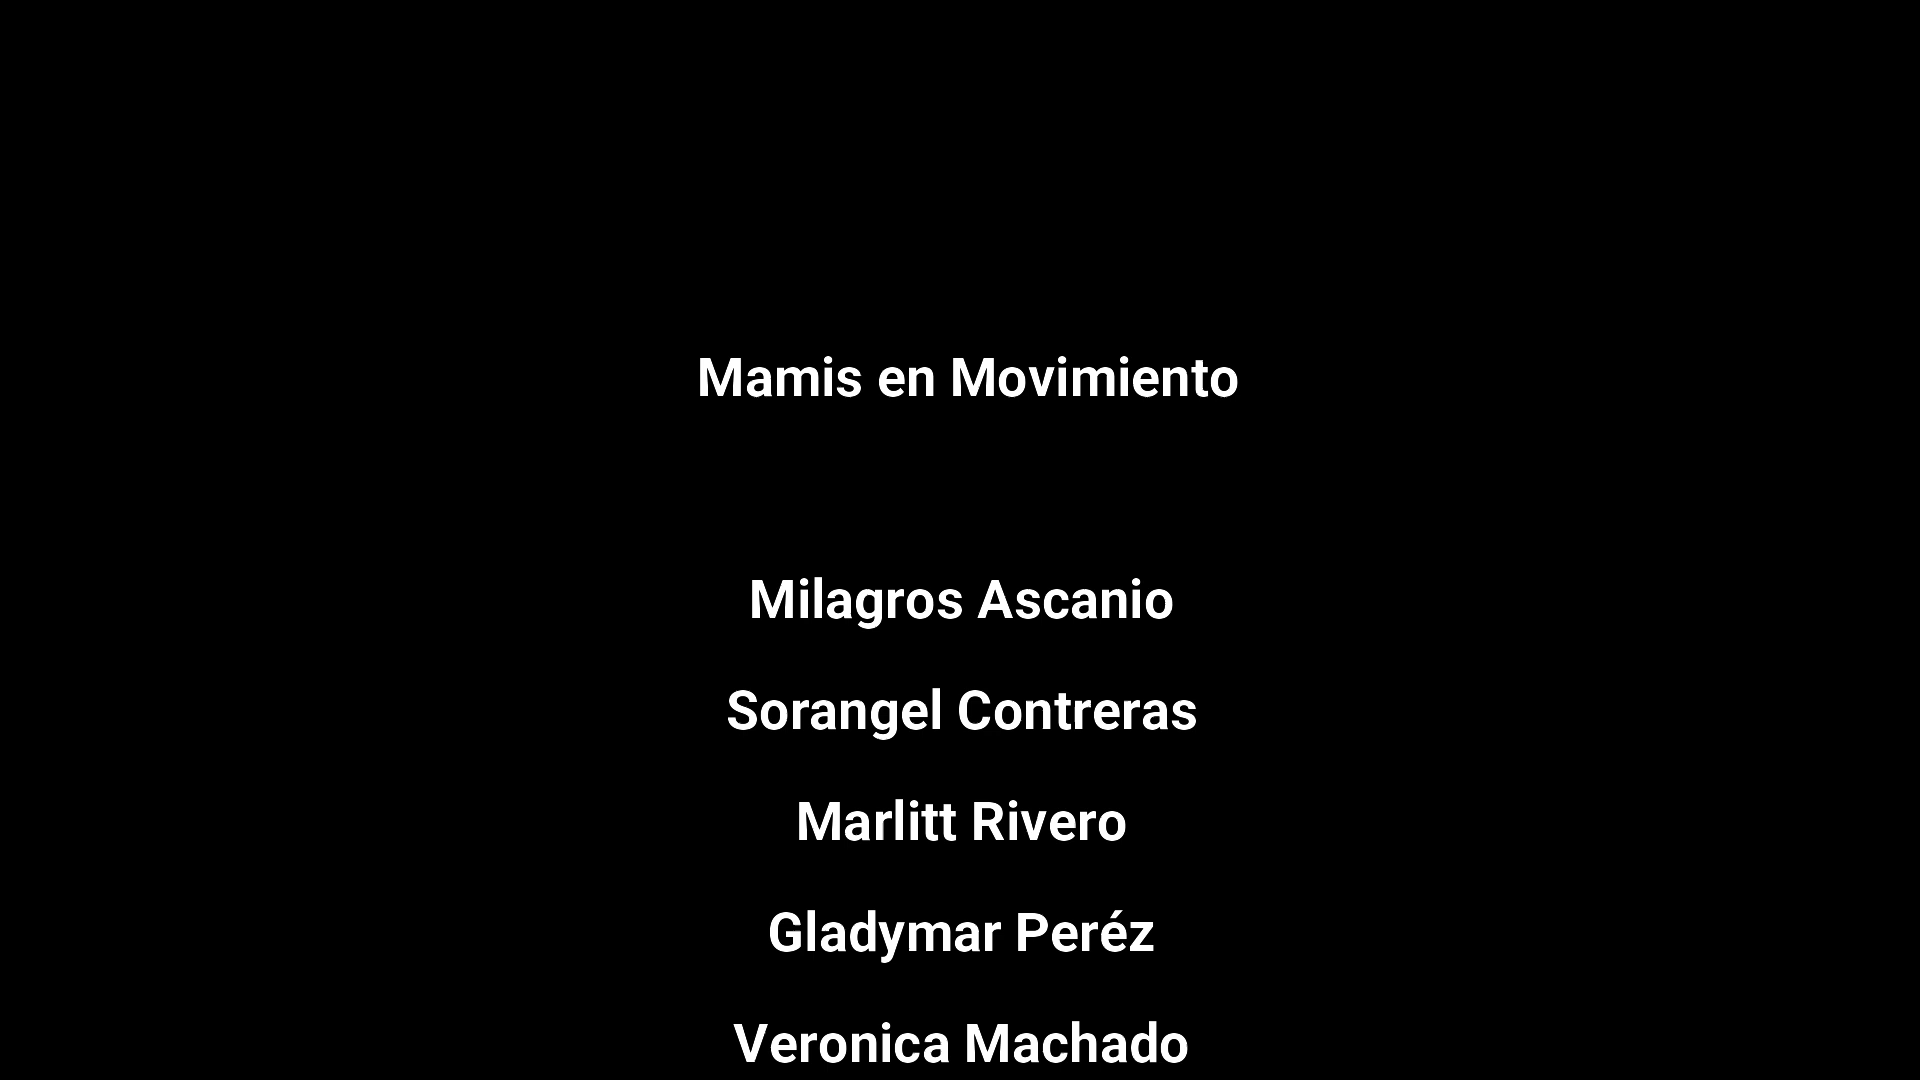 Mamis en Movimiento
Milagros Ascanio
Sorangel Contreras
Marlitt Rivero
Gladymar Peréz
Veronica Machado